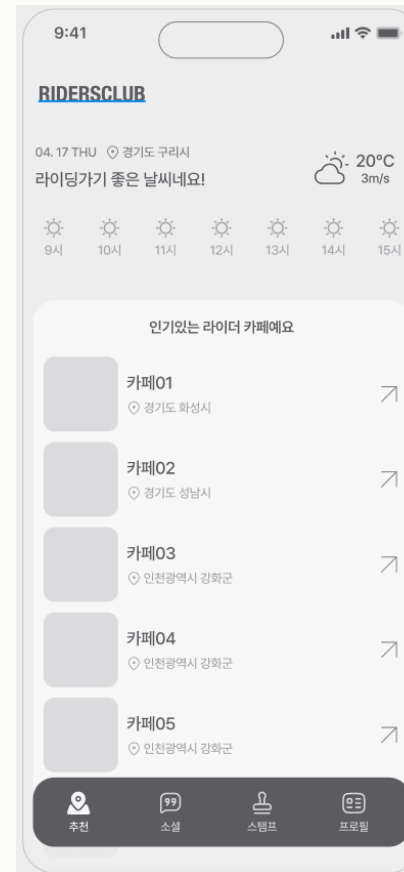 9:41
RIDERSCLUB
04. 17 THU 경기도 구리시
라이딩가기 좋은 날씨네요!
20°C
3m/s
9시 10시 11시 12시 13시 14시 15시
인기있는 라이더 카페예요
카페01
경기도 화성시
카페02
경기도 성남시
카페03
인천광역시 강화군
카페04
인천광역시 강화군
카페05
인천광역시 강화군
추천 소셜 스탬프 프로필